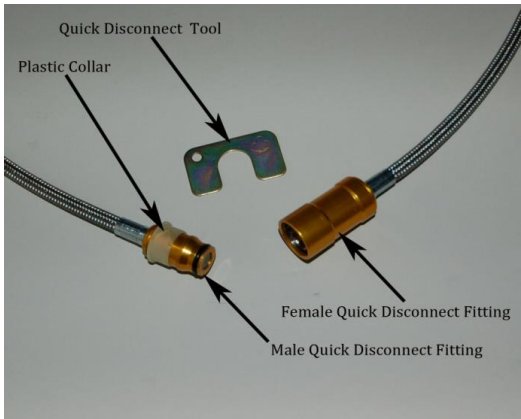 Quick Disconnect Tool
Plastic Collar
Female Quick Disconnect Fitting
Male Quick Disconnect Fitting